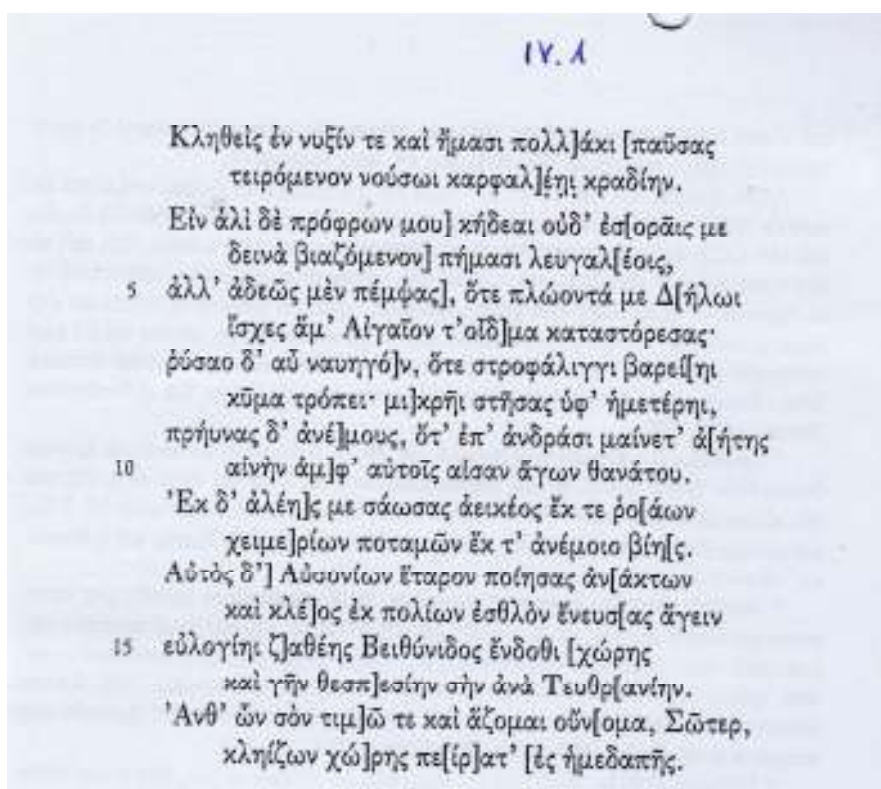 IV. 1
Κληθεὶς ἐν νυξίν τε καὶ ἤμασι πολλ]άκι [παῦσας
τειρόμενον νούσωι καρφαλ]έηι κραδίην.
Εἰν ἁλὶ δὲ πρόφρων μου] κήδεαι οὐδ' ἐσ[ορᾶις με
δεινὰ βιαζόμενον] πήμασι λευγαλ[έοις,
5 ἀλλ' ἀδεῶς μὲν πέμψας], ὅτε πλώοντά με Δ[ήλωι
ἴσχες ἅμ' Αἰγαῖον τ'οἶδ]μα καταστόρεσας·
ῥύσαο δ' αὖ ναυηγό]ν, ὅτε στροφάλιγγι βαρεί[ηι
κῦμα τρόπει· μι]κρῆι στῆσας ὑφ' ἡμετέρηι,
πρήυνας δ' ἀνέ]μους, ὅτ' ἐπ' ἀνδράσι μαίνετ' ἀ[ήτης
10 αἰνὴν ἀμ]φ' αὐτοῖς αἶσαν ἄγων θανάτου.
'Εκ δ' ἀλέη]ς με σάωσας ἀεικέος ἔκ τε ῥο[άων
χειμε]ρίων ποταμῶν ἔκ τ' ἀνέμοιο βίη[ς.
Αὐτὸς δ'] Αὐσονίων ἕταρον ποίησας ἀν[άκτων
καὶ κλέ]ος ἐκ πολίων ἐσθλὸν ἔνευσ[ας ἄγειν
15 εὐλογίηι ζ]αθέης Βειθύνιδος ἔνδοθι [χώρης
καὶ γῆν θεσπ]εσίην σὴν ἀνὰ Τευθρ[ανίην.
'Ανθ' ὧν σὸν τιμ]ῶ τε καὶ ἅζομαι οὔν[ομα, Σῶτερ,
κληίζων χώ]ρης πε[ίρ]ατ' [ἐς ἡμεδαπῆς.